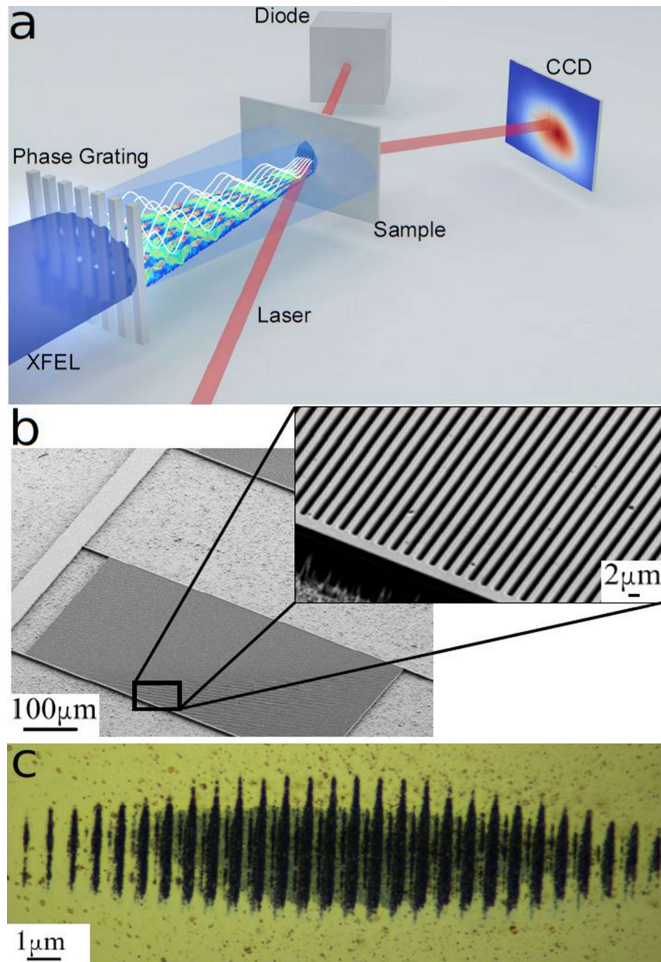 a
Diode
CCD
Phase Grating
Sample
Laser
XFEL
b
2µm
100µm
c
1µm